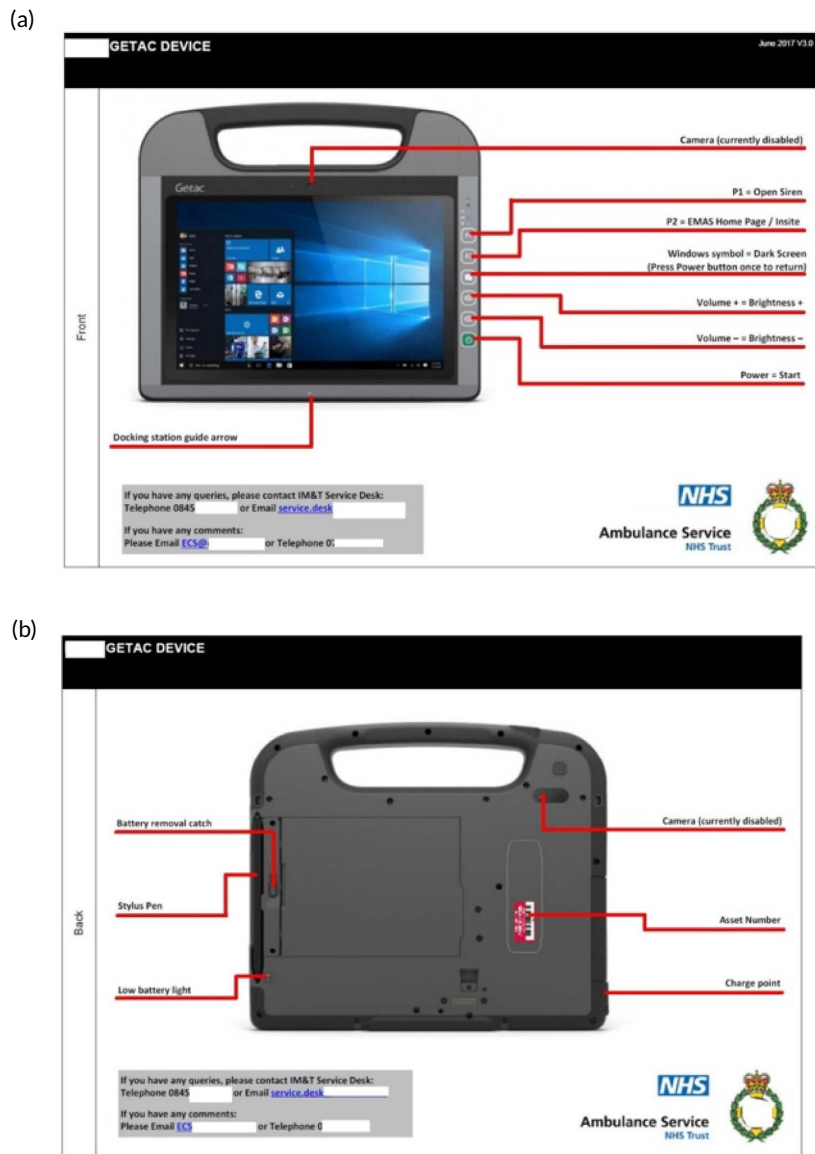 (a)
GETAC DEVICE
June 2017 V3.0
Front
Camera (currently disabled)
Getac
P1 = Open Siren
P2 = EMAS Home Page / Insite
Windows symbol = Dark Screen
(Press Power button once to return)
Volume + = Brightness +
Volume – = Brightness –
Power = Start
Docking station guide arrow
If you have any queries, please contact IM&T Service Desk:
Telephone 0845 or Email service.desk
If you have any comments:
Please Email ECS@ or Telephone 07
NHS
Ambulance Service
NHS Trust
(b)
GETAC DEVICE
Back
Battery removal catch
Camera (currently disabled)
Stylus Pen
Asset Number
Low battery light
Charge point
If you have any queries, please contact IM&T Service Desk:
Telephone 0845 or Email service.desk
If you have any comments:
Please Email ECS or Telephone 0
NHS
Ambulance Service
NHS Trust